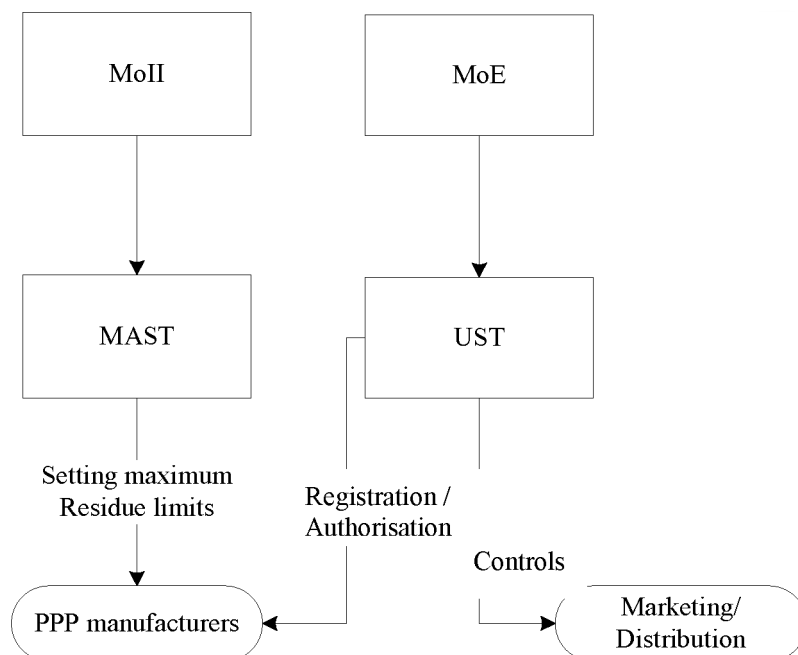 MoII
MoE
MAST
UST
Setting maximum
Residue limits
Registration /
Authorisation
Controls
PPP manufacturers
Marketing/
Distribution